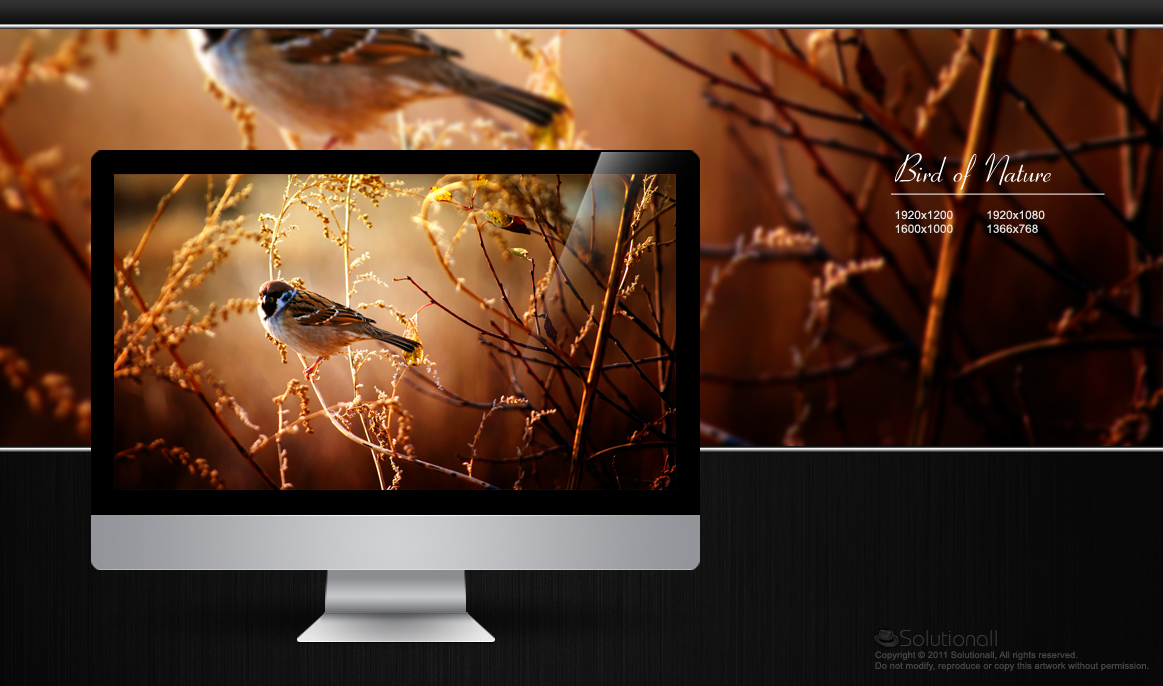 Bird of Nature
1920x1200 1920x1080
1600x1000 1366x768
Solutionall
Copyright © 2011 Solutionall, All rights reserved.
Do not modify, reproduce or copy this artwork without permission.